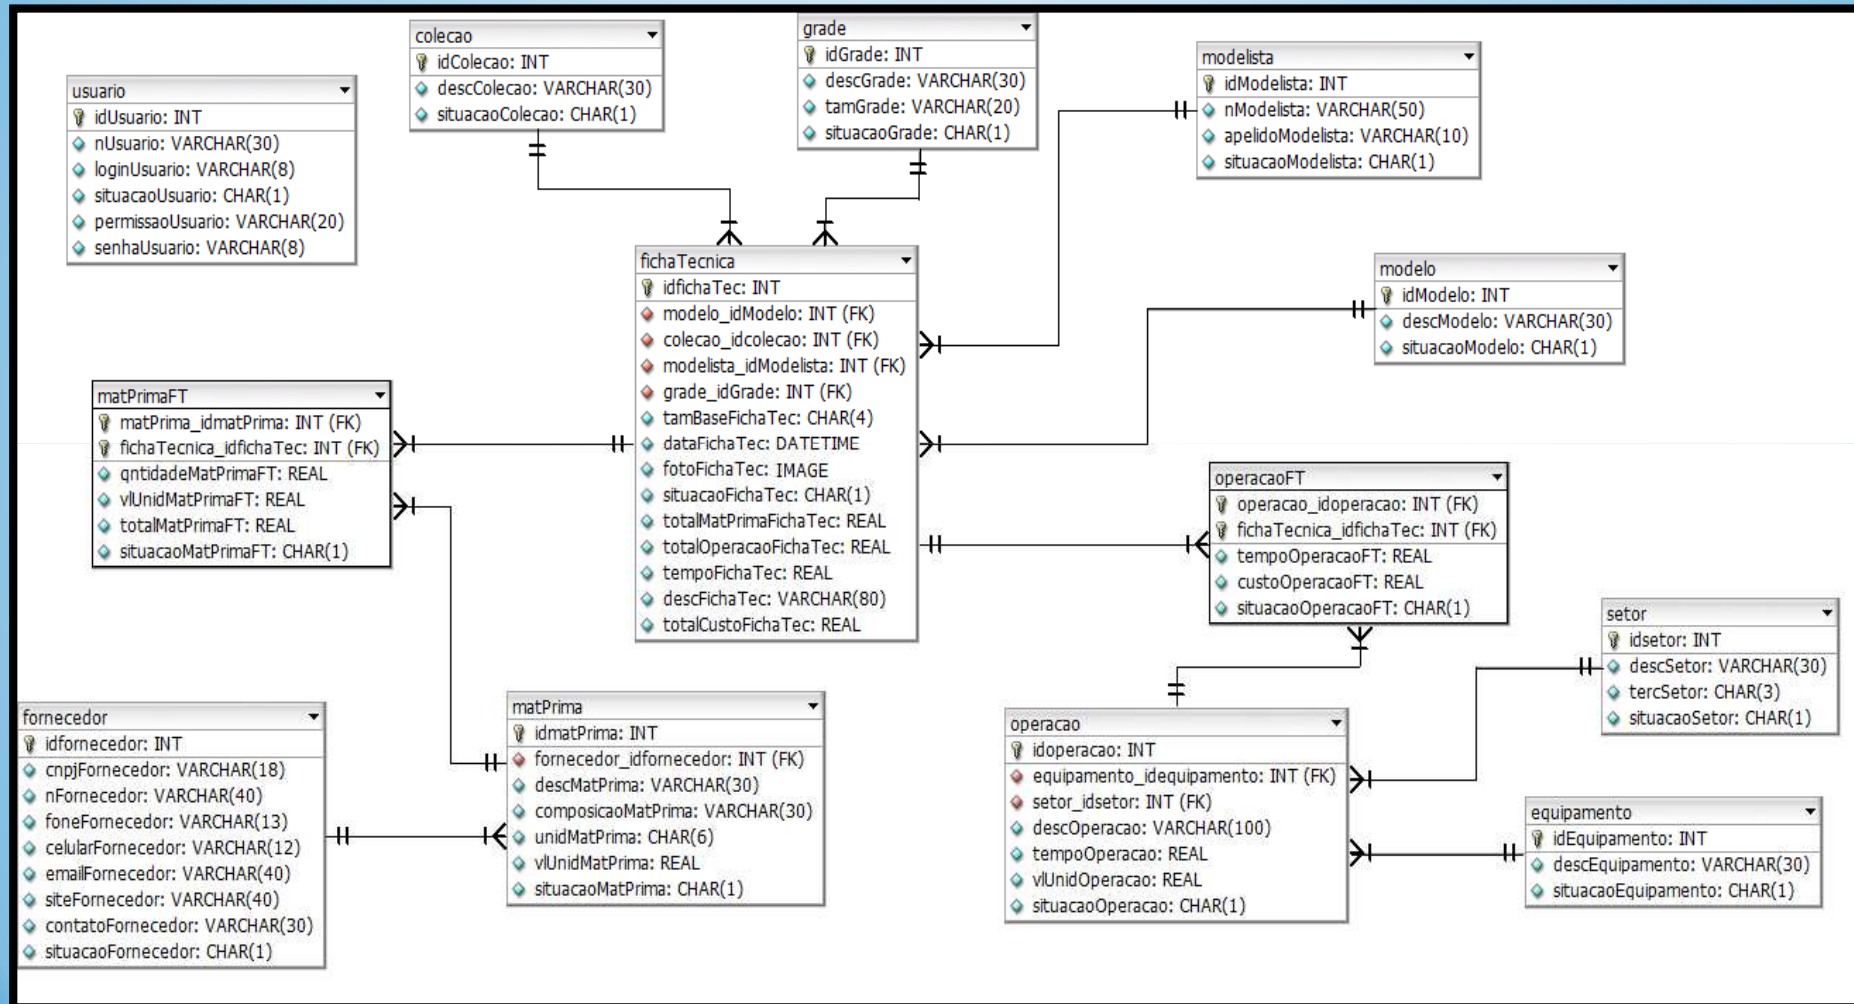 colecao
idColecao: INT
descColecao: VARCHAR(30)
situacaoColecao: CHAR(1)
grade
idGrade: INT
descGrade: VARCHAR(30)
tamGrade: VARCHAR(20)
situacaoGrade: CHAR(1)
modelista
idModelista: INT
nModelista: VARCHAR(50)
apelidoModelista: VARCHAR(10)
situacaoModelista: CHAR(1)
usuario
idUsuario: INT
nUsuario: VARCHAR(30)
loginUsuario: VARCHAR(8)
situacaoUsuario: CHAR(1)
permissaoUsuario: VARCHAR(20)
senhaUsuario: VARCHAR(8)
fichaTecnica
idfichaTec: INT
modelo_idModelo: INT (FK)
colecao_idcolecao: INT (FK)
modelista_idModelista: INT (FK)
grade_idGrade: INT (FK)
tamBaseFichaTec: CHAR(4)
dataFichaTec: DATETIME
fotoFichaTec: IMAGE
situacaoFichaTec: CHAR(1)
totalMatPrimaFichaTec: REAL
totalOperacaoFichaTec: REAL
tempoFichaTec: REAL
descFichaTec: VARCHAR(80)
totalCustoFichaTec: REAL
modelo
idModelo: INT
descModelo: VARCHAR(30)
situacaoModelo: CHAR(1)
matPrimaFT
matPrima_idmatPrima: INT (FK)
fichaTecnica_idfichaTec: INT (FK)
qntidadeMatPrimaFT: REAL
vlUnidMatPrimaFT: REAL
totalMatPrimaFT: REAL
situacaoMatPrimaFT: CHAR(1)
operacaoFT
operacao_idoperacao: INT (FK)
fichaTecnica_idfichaTec: INT (FK)
tempoOperacaoFT: REAL
custoOperacaoFT: REAL
situacaoOperacaoFT: CHAR(1)
setor
idsetor: INT
descSetor: VARCHAR(30)
tercSetor: CHAR(3)
situacaoSetor: CHAR(1)
fornecedor
idfornecedor: INT
cnpjFornecedor: VARCHAR(18)
nFornecedor: VARCHAR(40)
foneFornecedor: VARCHAR(13)
celularFornecedor: VARCHAR(12)
emailFornecedor: VARCHAR(40)
siteFornecedor: VARCHAR(40)
contatoFornecedor: VARCHAR(30)
situacaoFornecedor: CHAR(1)
matPrima
idmatPrima: INT
fornecedor_idfornecedor: INT (FK)
descMatPrima: VARCHAR(30)
composicaoMatPrima: VARCHAR(30)
unidMatPrima: CHAR(6)
vlUnidMatPrima: REAL
situacaoMatPrima: CHAR(1)
operacao
idoperacao: INT
equipamento_idequipamento: INT (FK)
setor_idsetor: INT (FK)
descOperacao: VARCHAR(100)
tempoOperacao: REAL
vlUnidOperacao: REAL
situacaoOperacao: CHAR(1)
equipamento
idEquipamento: INT
descEquipamento: VARCHAR(30)
situacaoEquipamento: CHAR(1)